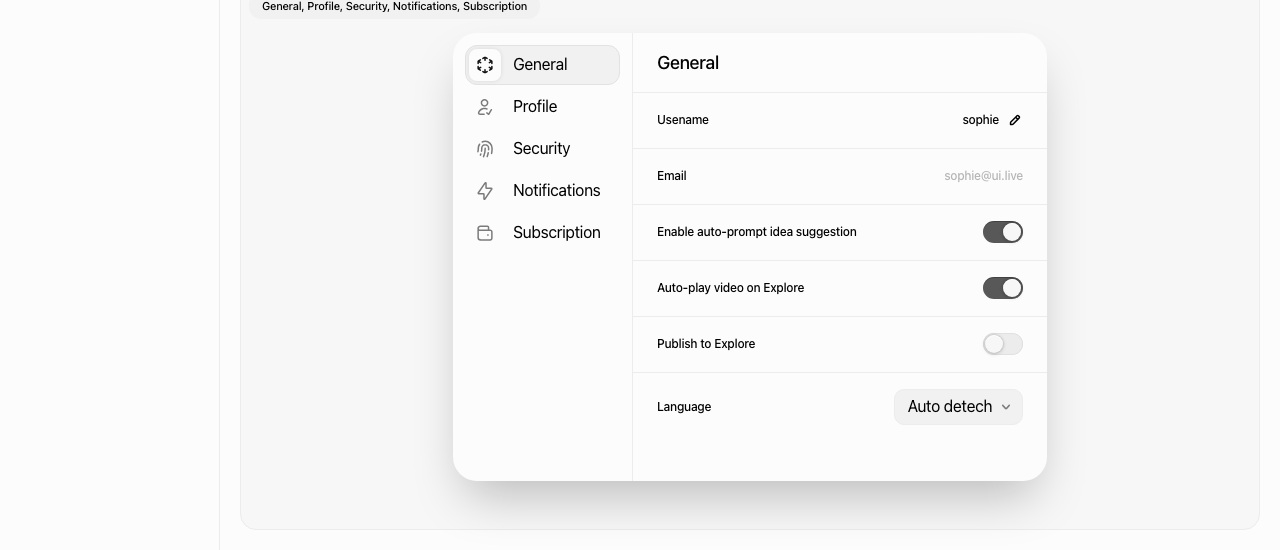 General, Profile, Security, Notifications, Subscription
General
Profile
Security
Notifications
Subscription
General
Usename
sophie
Email
sophie@ui.live
Enable auto-prompt idea suggestion
Auto-play video on Explore
Publish to Explore
Language
Auto detech